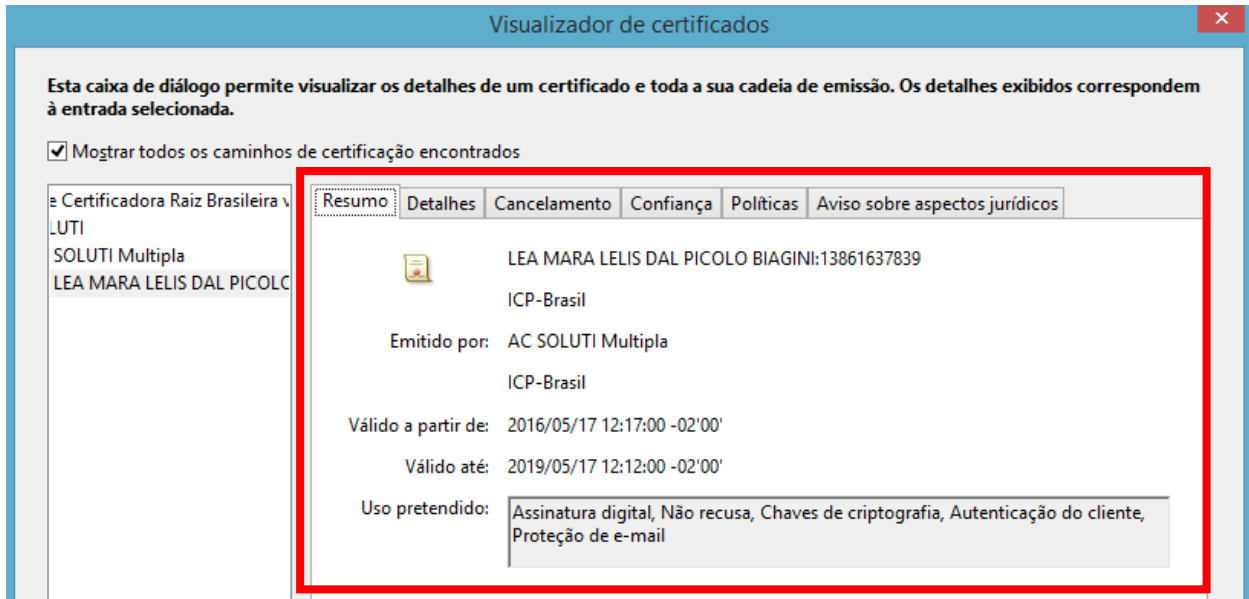 Visualizador de certificados
Esta caixa de diálogo permite visualizar os detalhes de um certificado e toda a sua cadeia de emissão. Os detalhes exibidos correspondem
à entrada selecionada.
Mostrar todos os caminhos de certificação encontrados
e Certificadora Raiz Brasileira v
LUTI
SOLUTI Multipla
LEA MARA LELIS DAL PICOLO
Resumo Detalhes Cancelamento Confiança Políticas Aviso sobre aspectos jurídicos
LEA MARA LELIS DAL PICOLO BIAGINI:13861637839
ICP-Brasil
Emitido por: AC SOLUTI Multipla
ICP-Brasil
Válido a partir de: 2016/05/17 12:17:00 -02'00'
Válido até: 2019/05/17 12:12:00 -02'00'
Uso pretendido: Assinatura digital, Não recusa, Chaves de criptografia, Autenticação do cliente,
Proteção de e-mail